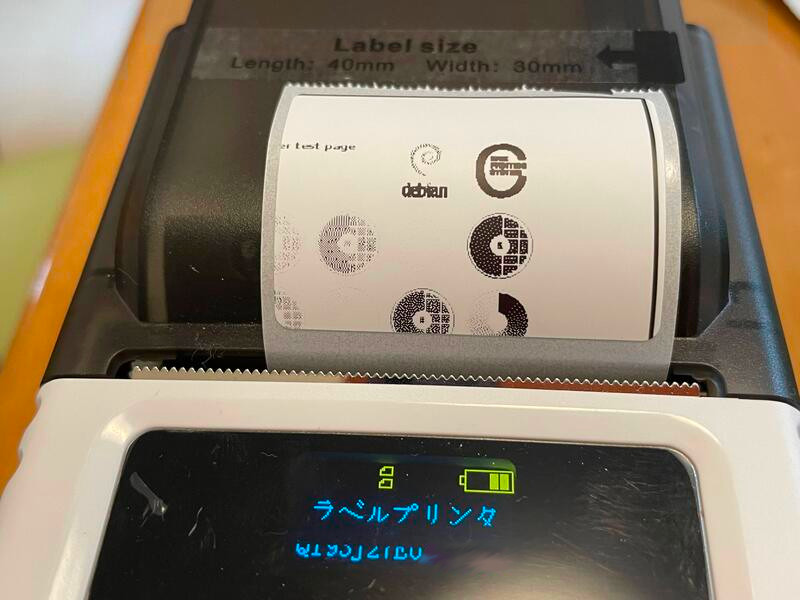 Label size
Length: 40mm Width: 30mm
er test page
debian
ラベルプリンタ